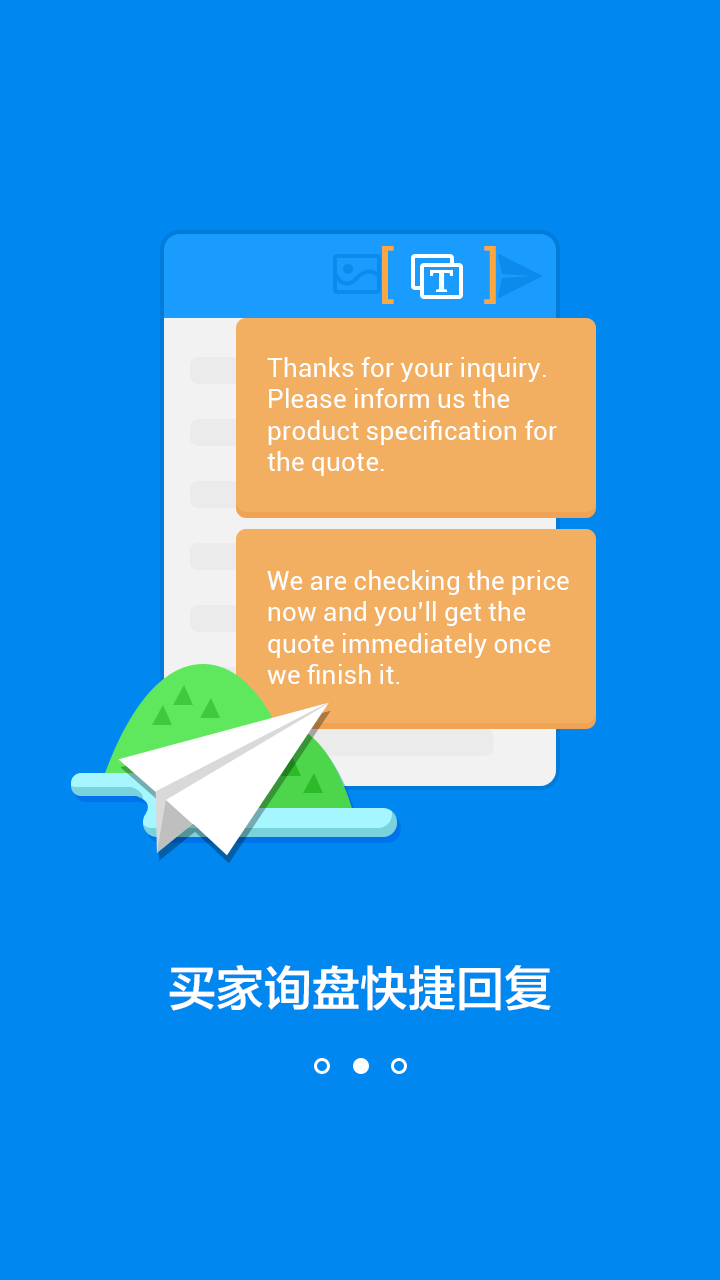 T
Thanks for your inquiry.
Please inform us the
product specification for
the quote.
We are checking the price
now and you'll get the
quote immediately once
we finish it.
买家询盘快捷回复